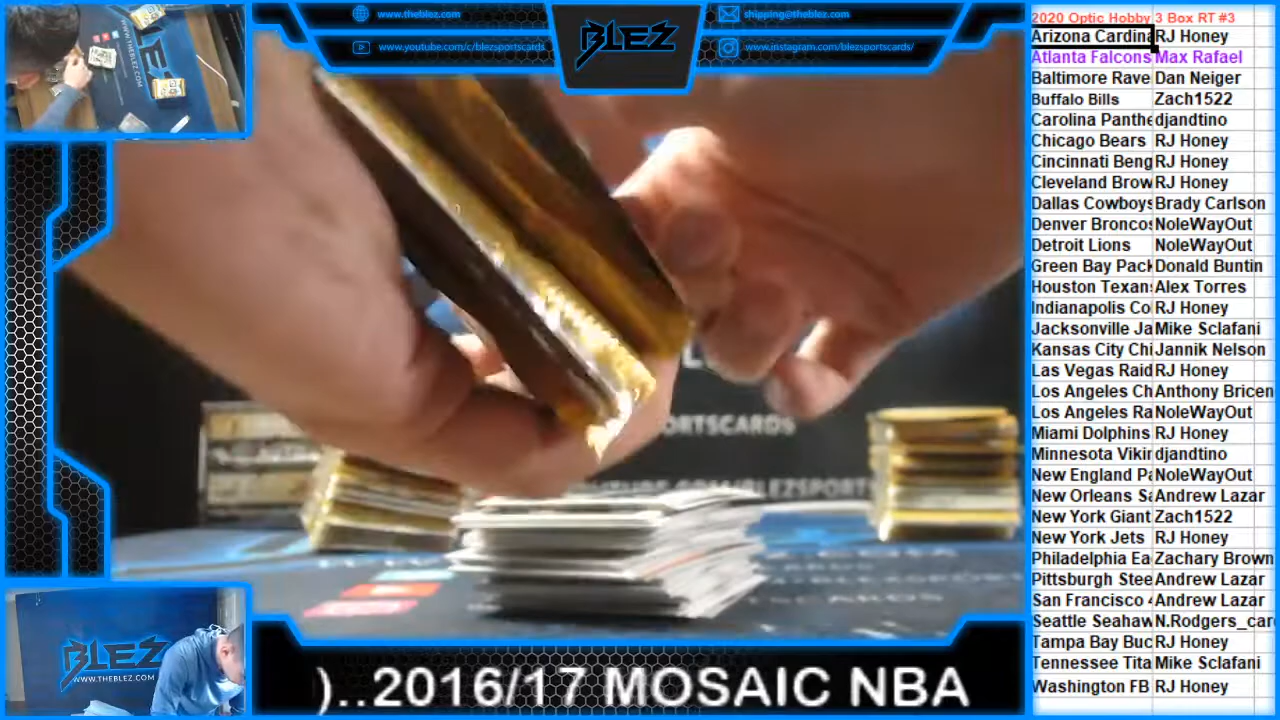 www.theblez.com
shipping@theblez.com
www.youtube.com/c/blezsportscards
www.instagram.com/blezsportscards/
BLEZ
2020 Optic Hobby 3 Box RT #3
Arizona Cardina RJ Honey
Atlanta Falcons Max Rafael
Baltimore Rave Dan Neiger
Buffalo Bills Zach1522
Carolina Panthe djandtino
Chicago Bears RJ Honey
Cincinnati Beng RJ Honey
Cleveland Brow RJ Honey
Dallas Cowboys Brady Carlson
Denver Broncos NoleWayOut
Detroit Lions NoleWayOut
Green Bay Pack Donald Buntin
Houston Texans Alex Torres
Indianapolis Co RJ Honey
Jacksonville Ja Mike Sclafani
Kansas City Chi Jannik Nelson
Las Vegas Raid RJ Honey
Los Angeles Ch Anthony Bricen
Los Angeles Ra NoleWayOut
Miami Dolphins RJ Honey
Minnesota Vikin djandtino
New England Pa NoleWayOut
New Orleans Sa Andrew Lazar
New York Giant Zach1522
New York Jets RJ Honey
Philadelphia Ea Zachary Brown
Pittsburgh Stee Andrew Lazar
San Francisco 4 Andrew Lazar
Seattle Seahaw N.Rodgers_car
Tampa Bay Buc RJ Honey
Tennessee Tita Mike Sclafani
Washington FB RJ Honey
PORTSCARDS
BLEZ
WWW.THEBLEZ.COM
)..2016/17 MOSAIC NBA